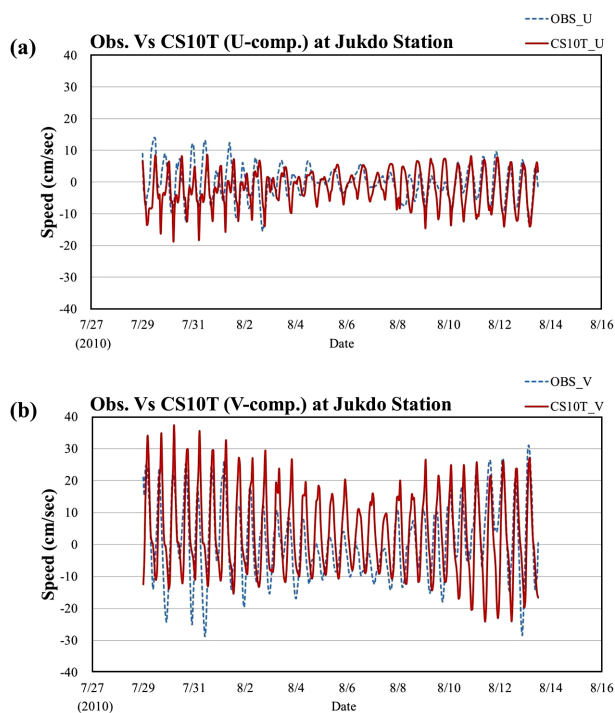 OBS_U
(a)
Obs. Vs CS10T (U-comp.) at Jukdo Station
CS10T_U
40
30
20
10
0
-10
-20
-30
-40
Speed (cm/sec)
7/27 7/29 7/31 8/2 8/4 8/6 8/8 8/10 8/12 8/14 8/16
(2010)
Date
OBS_V
(b)
Obs. Vs CS10T (V-comp.) at Jukdo Station
CS10T_V
40
30
20
10
0
-10
-20
-30
-40
Speed (cm/sec)
7/27 7/29 7/31 8/2 8/4 8/6 8/8 8/10 8/12 8/14 8/16
(2010)
Date